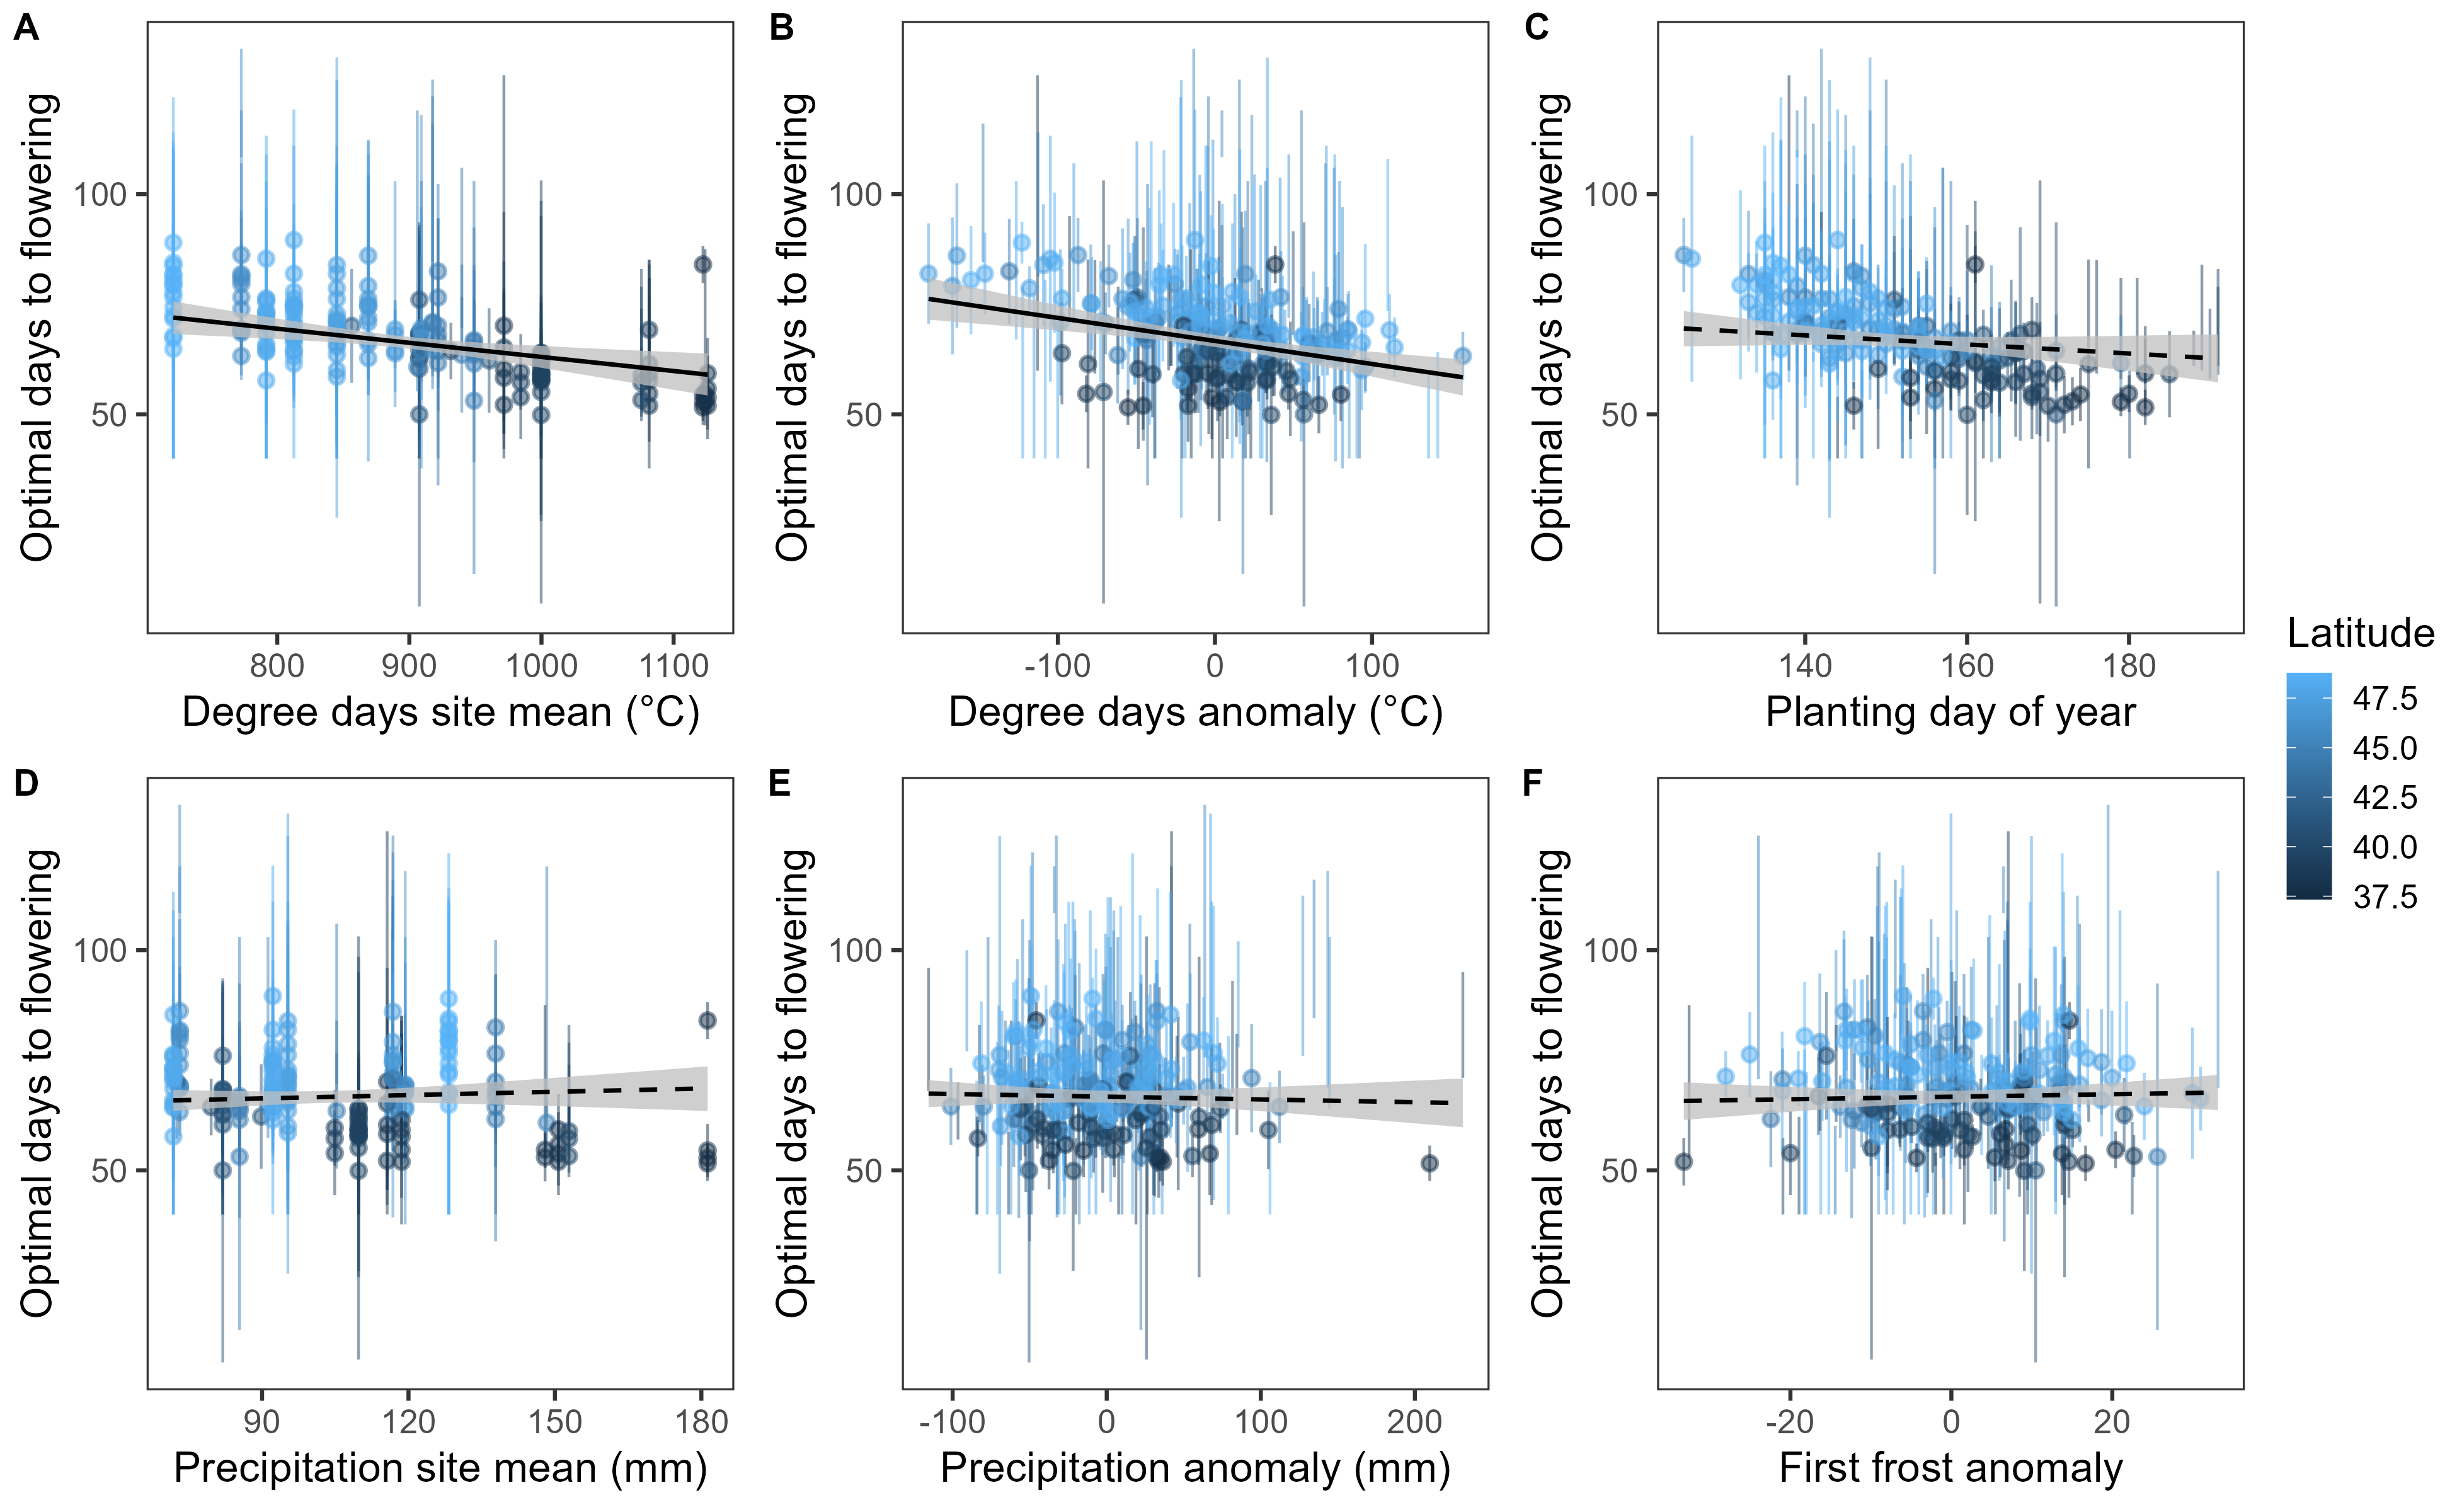 A
Optimal days to flowering
100
50
800 900 1000 1100
Degree days site mean (°C)
B
Optimal days to flowering
100
50
-100 0 100
Degree days anomaly (°C)
C
Optimal days to flowering
100
50
140 160 180
Planting day of year
D
Optimal days to flowering
100
50
90 120 150 180
Precipitation site mean (mm)
E
Optimal days to flowering
100
50
-100 0 100 200
Precipitation anomaly (mm)
F
Optimal days to flowering
100
50
-20 0 20
First frost anomaly
Latitude
47.5
45.0
42.5
40.0
37.5